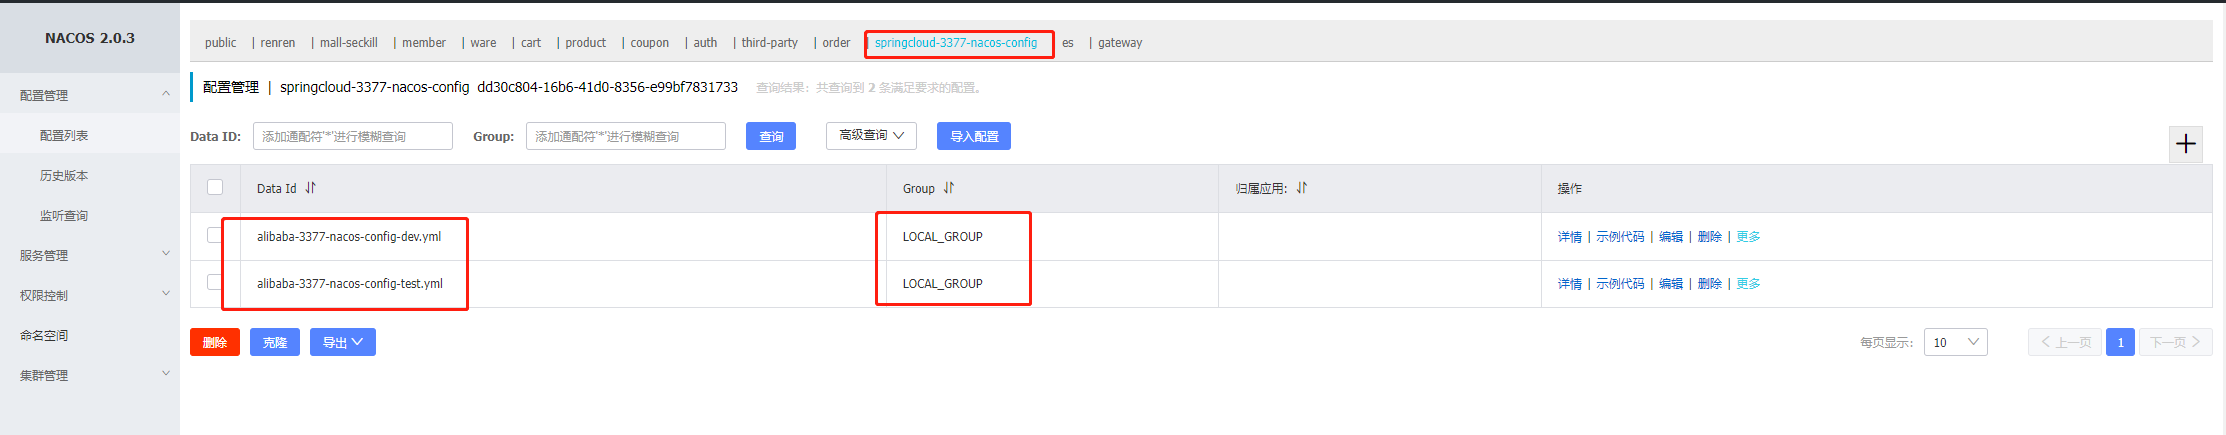 NACOS 2.0.3
配置管理
配置列表
历史版本
监听查询
服务管理
权限控制
命名空间
集群管理
public | renren | mall-seckill | member | ware | cart | product | coupon | auth | third-party | order | springcloud-3377-nacos-config es | gateway
配置管理 | springcloud-3377-nacos-config dd30c804-16b6-41d0-8356-e99bf7831733 查询结果：共查询到 2 条满足要求的配置。
Data ID: 添加通配符'*'进行模糊查询 Group: 添加通配符'*'进行模糊查询 查询 高级查询 导入配置
Data Id Group 归属应用: 操作
alibaba-3377-nacos-config-dev.yml LOCAL_GROUP 详情 | 示例代码 | 编辑 | 删除 | 更多
alibaba-3377-nacos-config-test.yml LOCAL_GROUP 详情 | 示例代码 | 编辑 | 删除 | 更多
删除 克隆 导出 每页显示: 10 上一页 1 下一页